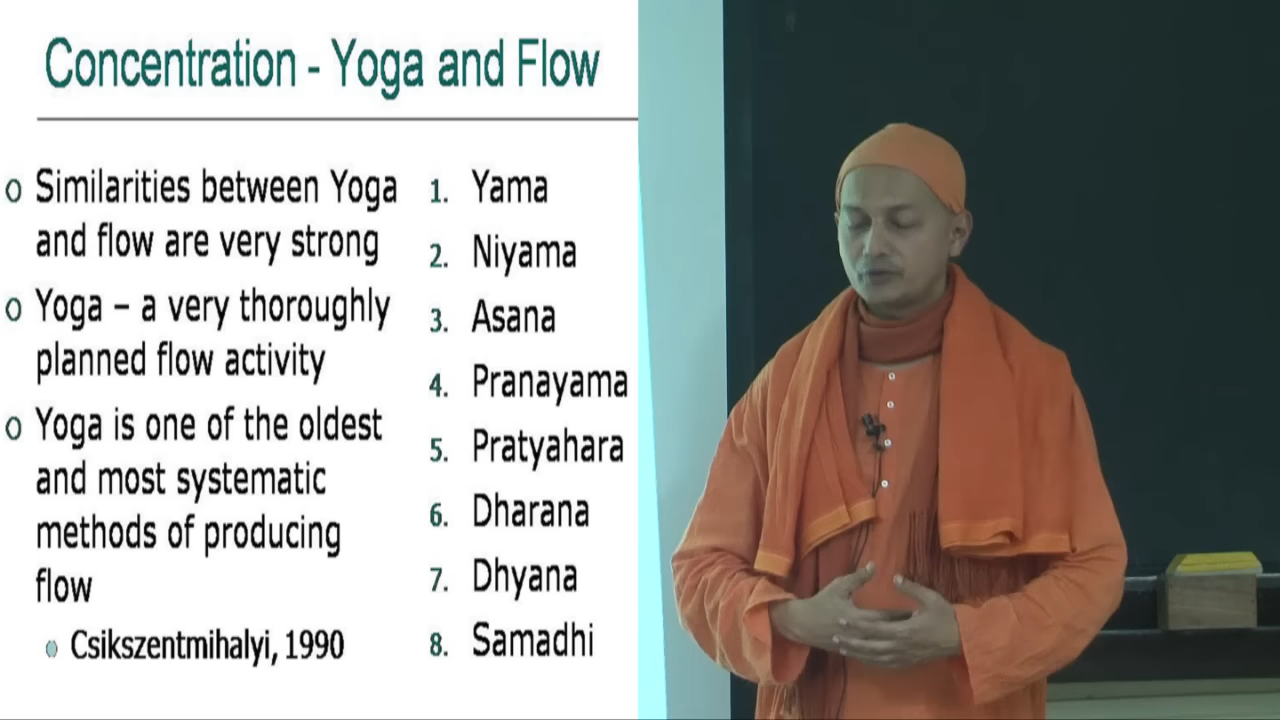 Concentration - Yoga and Flow
o Similarities between Yoga
and flow are very strong
o Yoga – a very thoroughly
planned flow activity
o Yoga is one of the oldest
and most systematic
methods of producing
flow
Csikszentmihalyi, 1990
1. Yama
2. Niyama
3. Asana
4. Pranayama
5. Pratyahara
6. Dharana
7. Dhyana
8. Samadhi